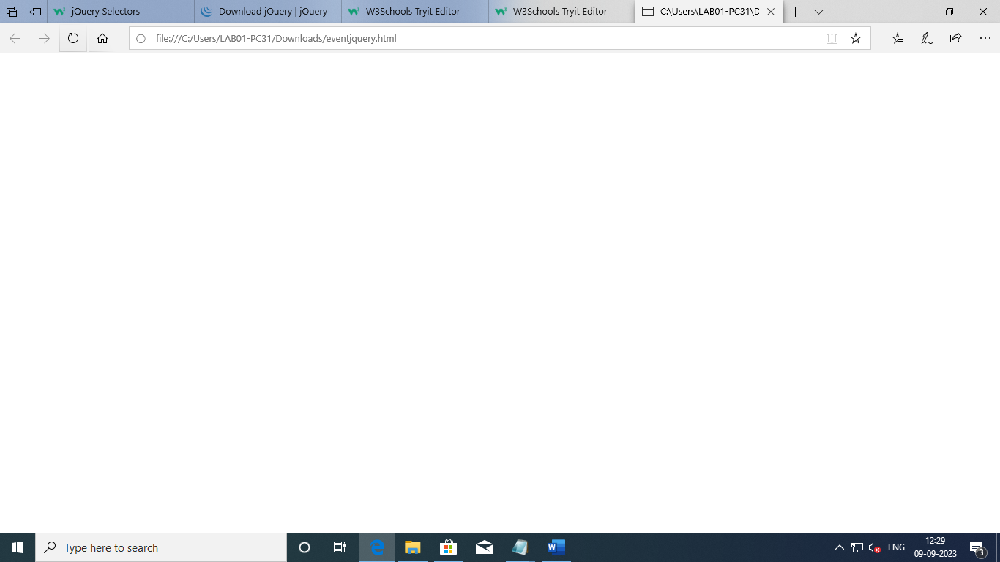 jQuery Selectors
Download jQuery | jQuery
W3Schools Tryit Editor
W3Schools Tryit Editor
C:\Users\LAB01-PC31\D
file:///C:/Users/LAB01-PC31/Downloads/eventjquery.html
Type here to search
ENG
12:29
09-09-2023
3